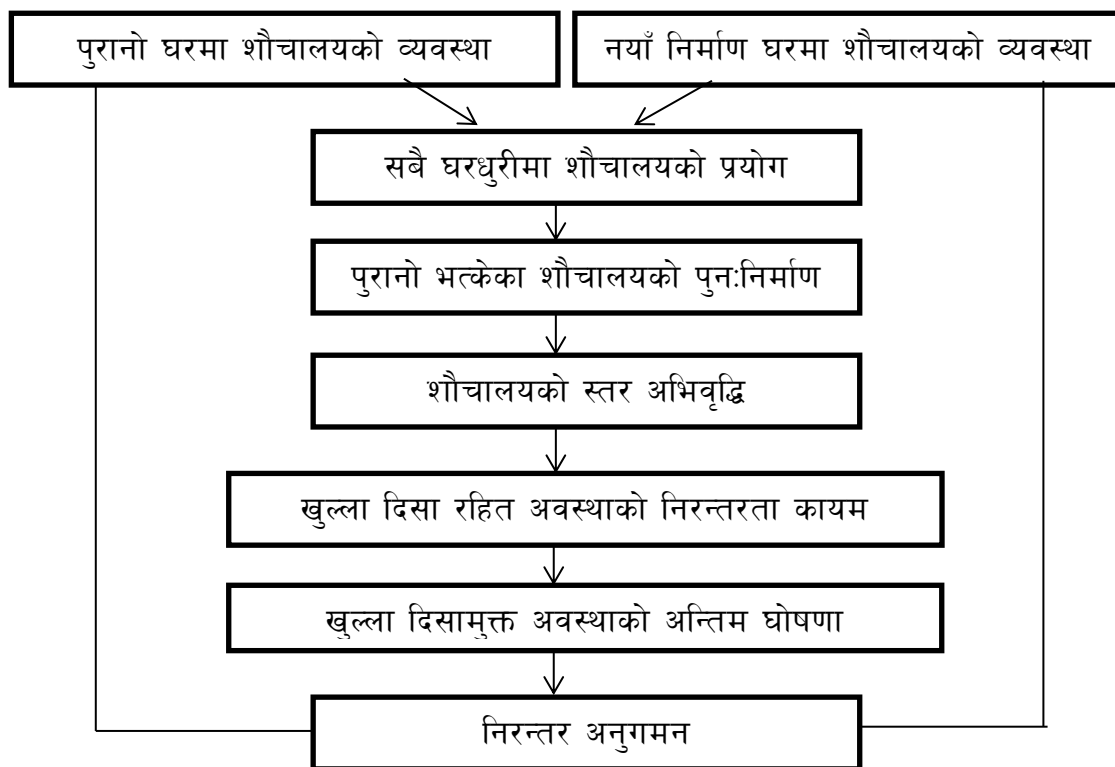 पुरानो घरमा शौचालयको व्यवस्था
नयाँ निर्माण घरमा शौचालयको व्यवस्था
सबै घरधुरीमा शौचालयको प्रयोग
पुरानो भत्केका शौचालयको पुन:निर्माण
शौचालयको स्तर अभिवृद्धि
खुल्ला दिसा रहित अवस्थाको निरन्तरता कायम
खुल्ला दिसामुक्त अवस्थाको अन्तिम घोषणा
निरन्तर अनुगमन